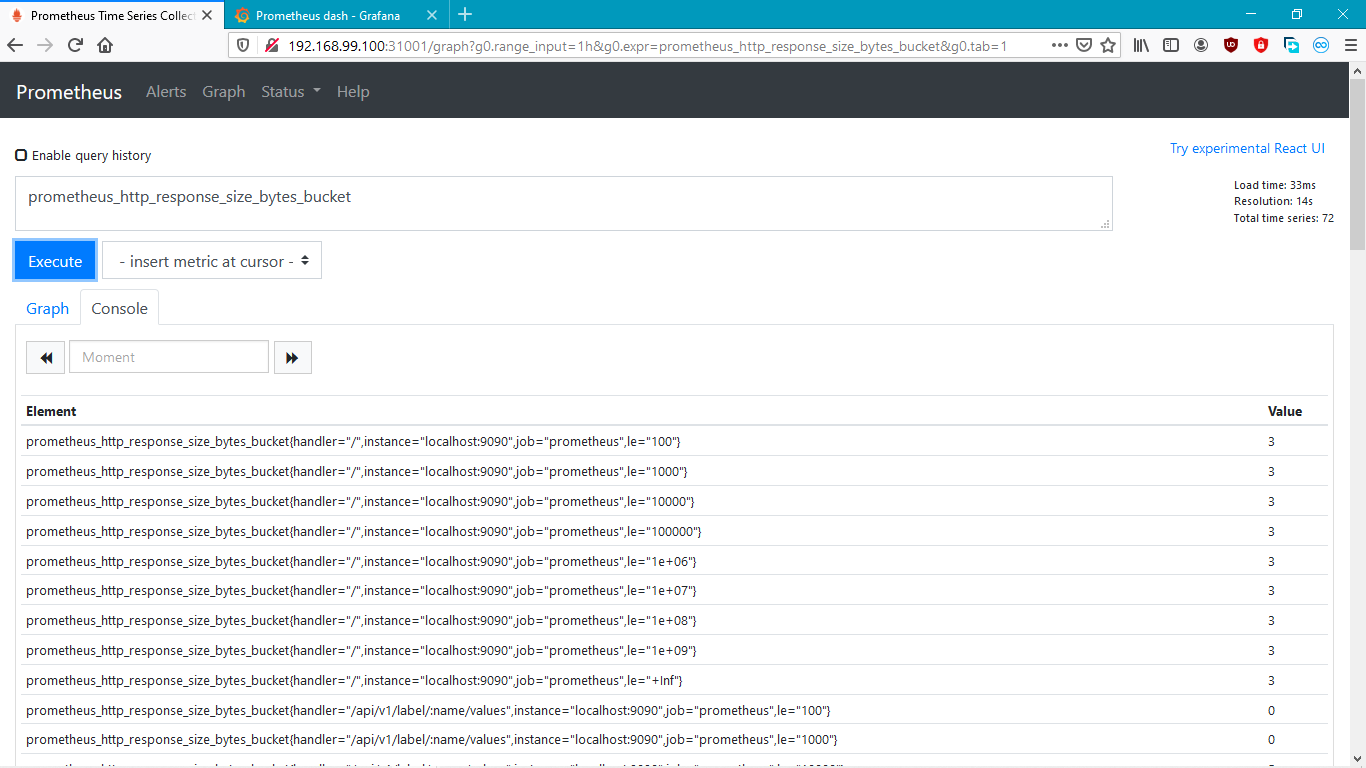 Prometheus Time Series Collect
Prometheus dash - Grafana
192.168.99.100:31001/graph?g0.range_input=1h&g0.expr=prometheus_http_response_size_bytes_bucket&g0.tab=1
Prometheus Alerts Graph Status Help
Enable query history
Try experimental React UI
prometheus_http_response_size_bytes_bucket
Load time: 33ms
Resolution: 14s
Total time series: 72
Execute
- insert metric at cursor -
Graph Console
Moment
Element Value
prometheus_http_response_size_bytes_bucket{handler="/",instance="localhost:9090",job="prometheus",le="100"} 3
prometheus_http_response_size_bytes_bucket{handler="/",instance="localhost:9090",job="prometheus",le="1000"} 3
prometheus_http_response_size_bytes_bucket{handler="/",instance="localhost:9090",job="prometheus",le="10000"} 3
prometheus_http_response_size_bytes_bucket{handler="/",instance="localhost:9090",job="prometheus",le="100000"} 3
prometheus_http_response_size_bytes_bucket{handler="/",instance="localhost:9090",job="prometheus",le="1e+06"} 3
prometheus_http_response_size_bytes_bucket{handler="/",instance="localhost:9090",job="prometheus",le="1e+07"} 3
prometheus_http_response_size_bytes_bucket{handler="/",instance="localhost:9090",job="prometheus",le="1e+08"} 3
prometheus_http_response_size_bytes_bucket{handler="/",instance="localhost:9090",job="prometheus",le="1e+09"} 3
prometheus_http_response_size_bytes_bucket{handler="/",instance="localhost:9090",job="prometheus",le="+Inf"} 3
prometheus_http_response_size_bytes_bucket{handler="/api/v1/label/:name/values",instance="localhost:9090",job="prometheus",le="100"} 0
prometheus_http_response_size_bytes_bucket{handler="/api/v1/label/:name/values",instance="localhost:9090",job="prometheus",le="1000"} 0